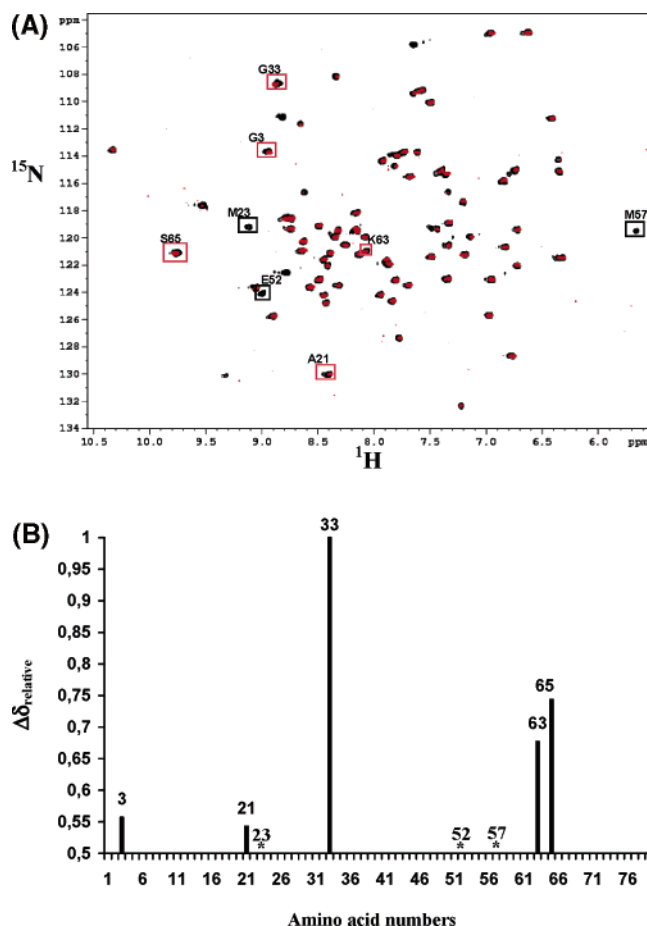 (A)
ppm
104
106
108
110
112
114
116
118
120
122
124
126
128
130
132
134
15N
G33
G3
M23
M57
S65
K63
E52
A21
10.5 10.0 9.5 9.0 8.5 8.0 7.5 7.0 6.5 6.0 ppm
1H
(B)
1
0,95
0,9
0,85
0,8
0,75
0,7
0,65
0,6
0,55
0,5
Δδrelative
3
21
23
*
33
52
*
57
*
63
65
1 6 11 16 21 26 31 36 41 46 51 56 61 66 71 76
Amino acid numbers